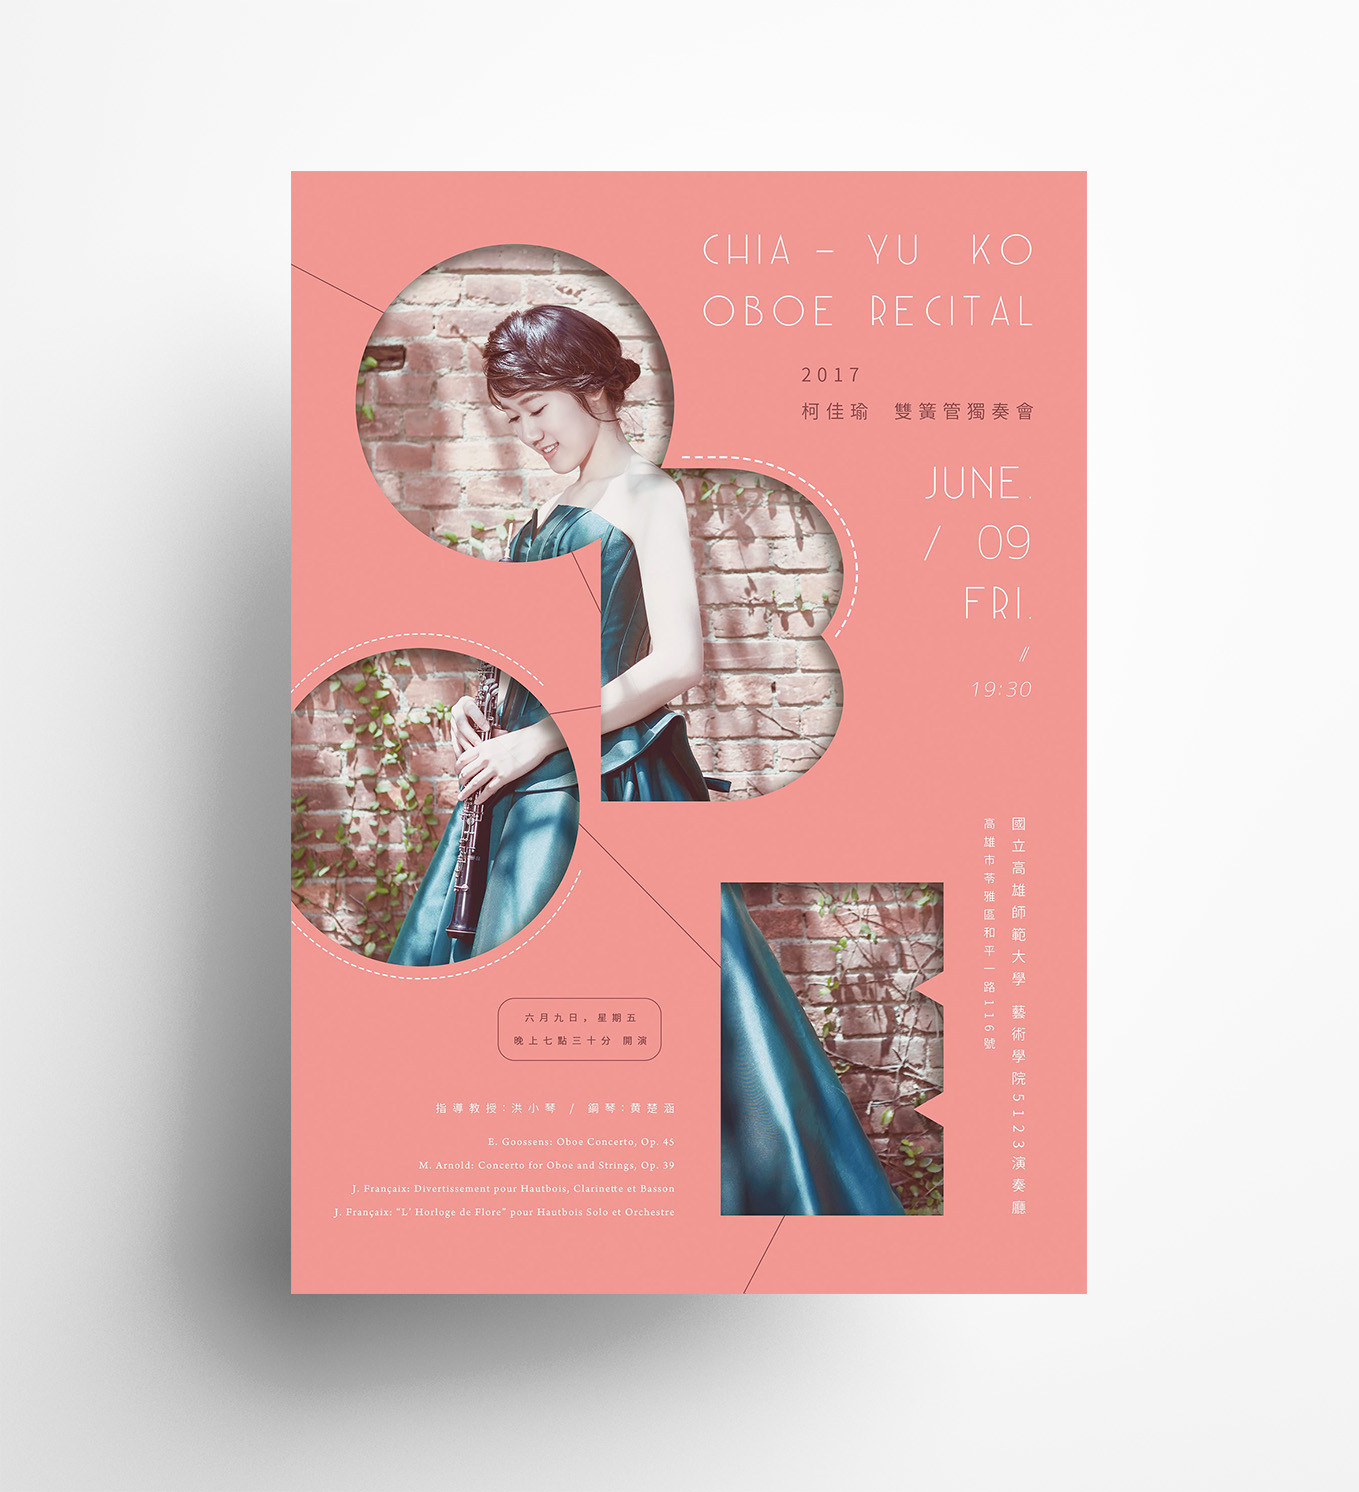 CHIA - YU KO
OBOE RECITAL
2017
柯佳瑜 雙簧管獨奏會
JUNE.
/ 09
FRI.
//
19:30
國立高雄師範大學 藝術學院5123演奏廳
高雄市苓雅區和平一路116號
六月九日，星期五
晚上七點三十分 開演
指導教授：洪小琴 / 鋼琴：黃楚涵
E. Goossens: Oboe Concerto, Op. 45
M. Arnold: Concerto for Oboe and Strings, Op. 39
J. Françaix: Divertissement pour Hautbois, Clarinette et Basson
J. Françaix: “L’ Horloge de Flore” pour Hautbois Solo et Orchestre